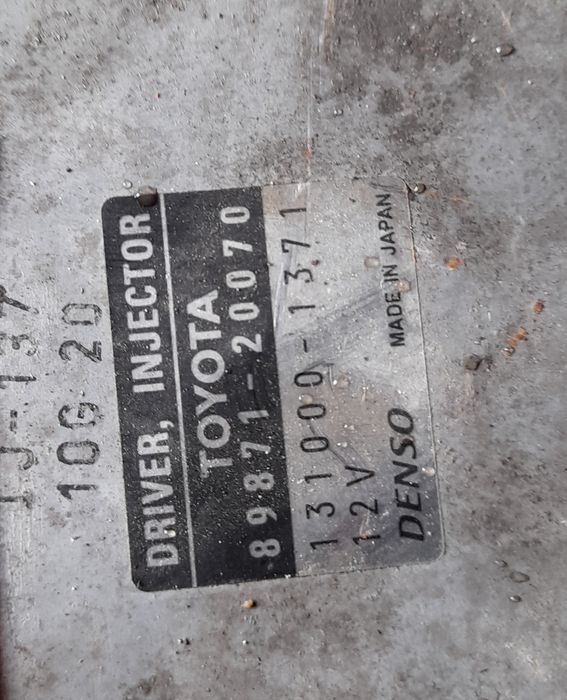 10G 20
DRIVER, INJECTOR
TOYOTA
89871-20070
131000-1371
12V
DENSO MADE IN JAPAN